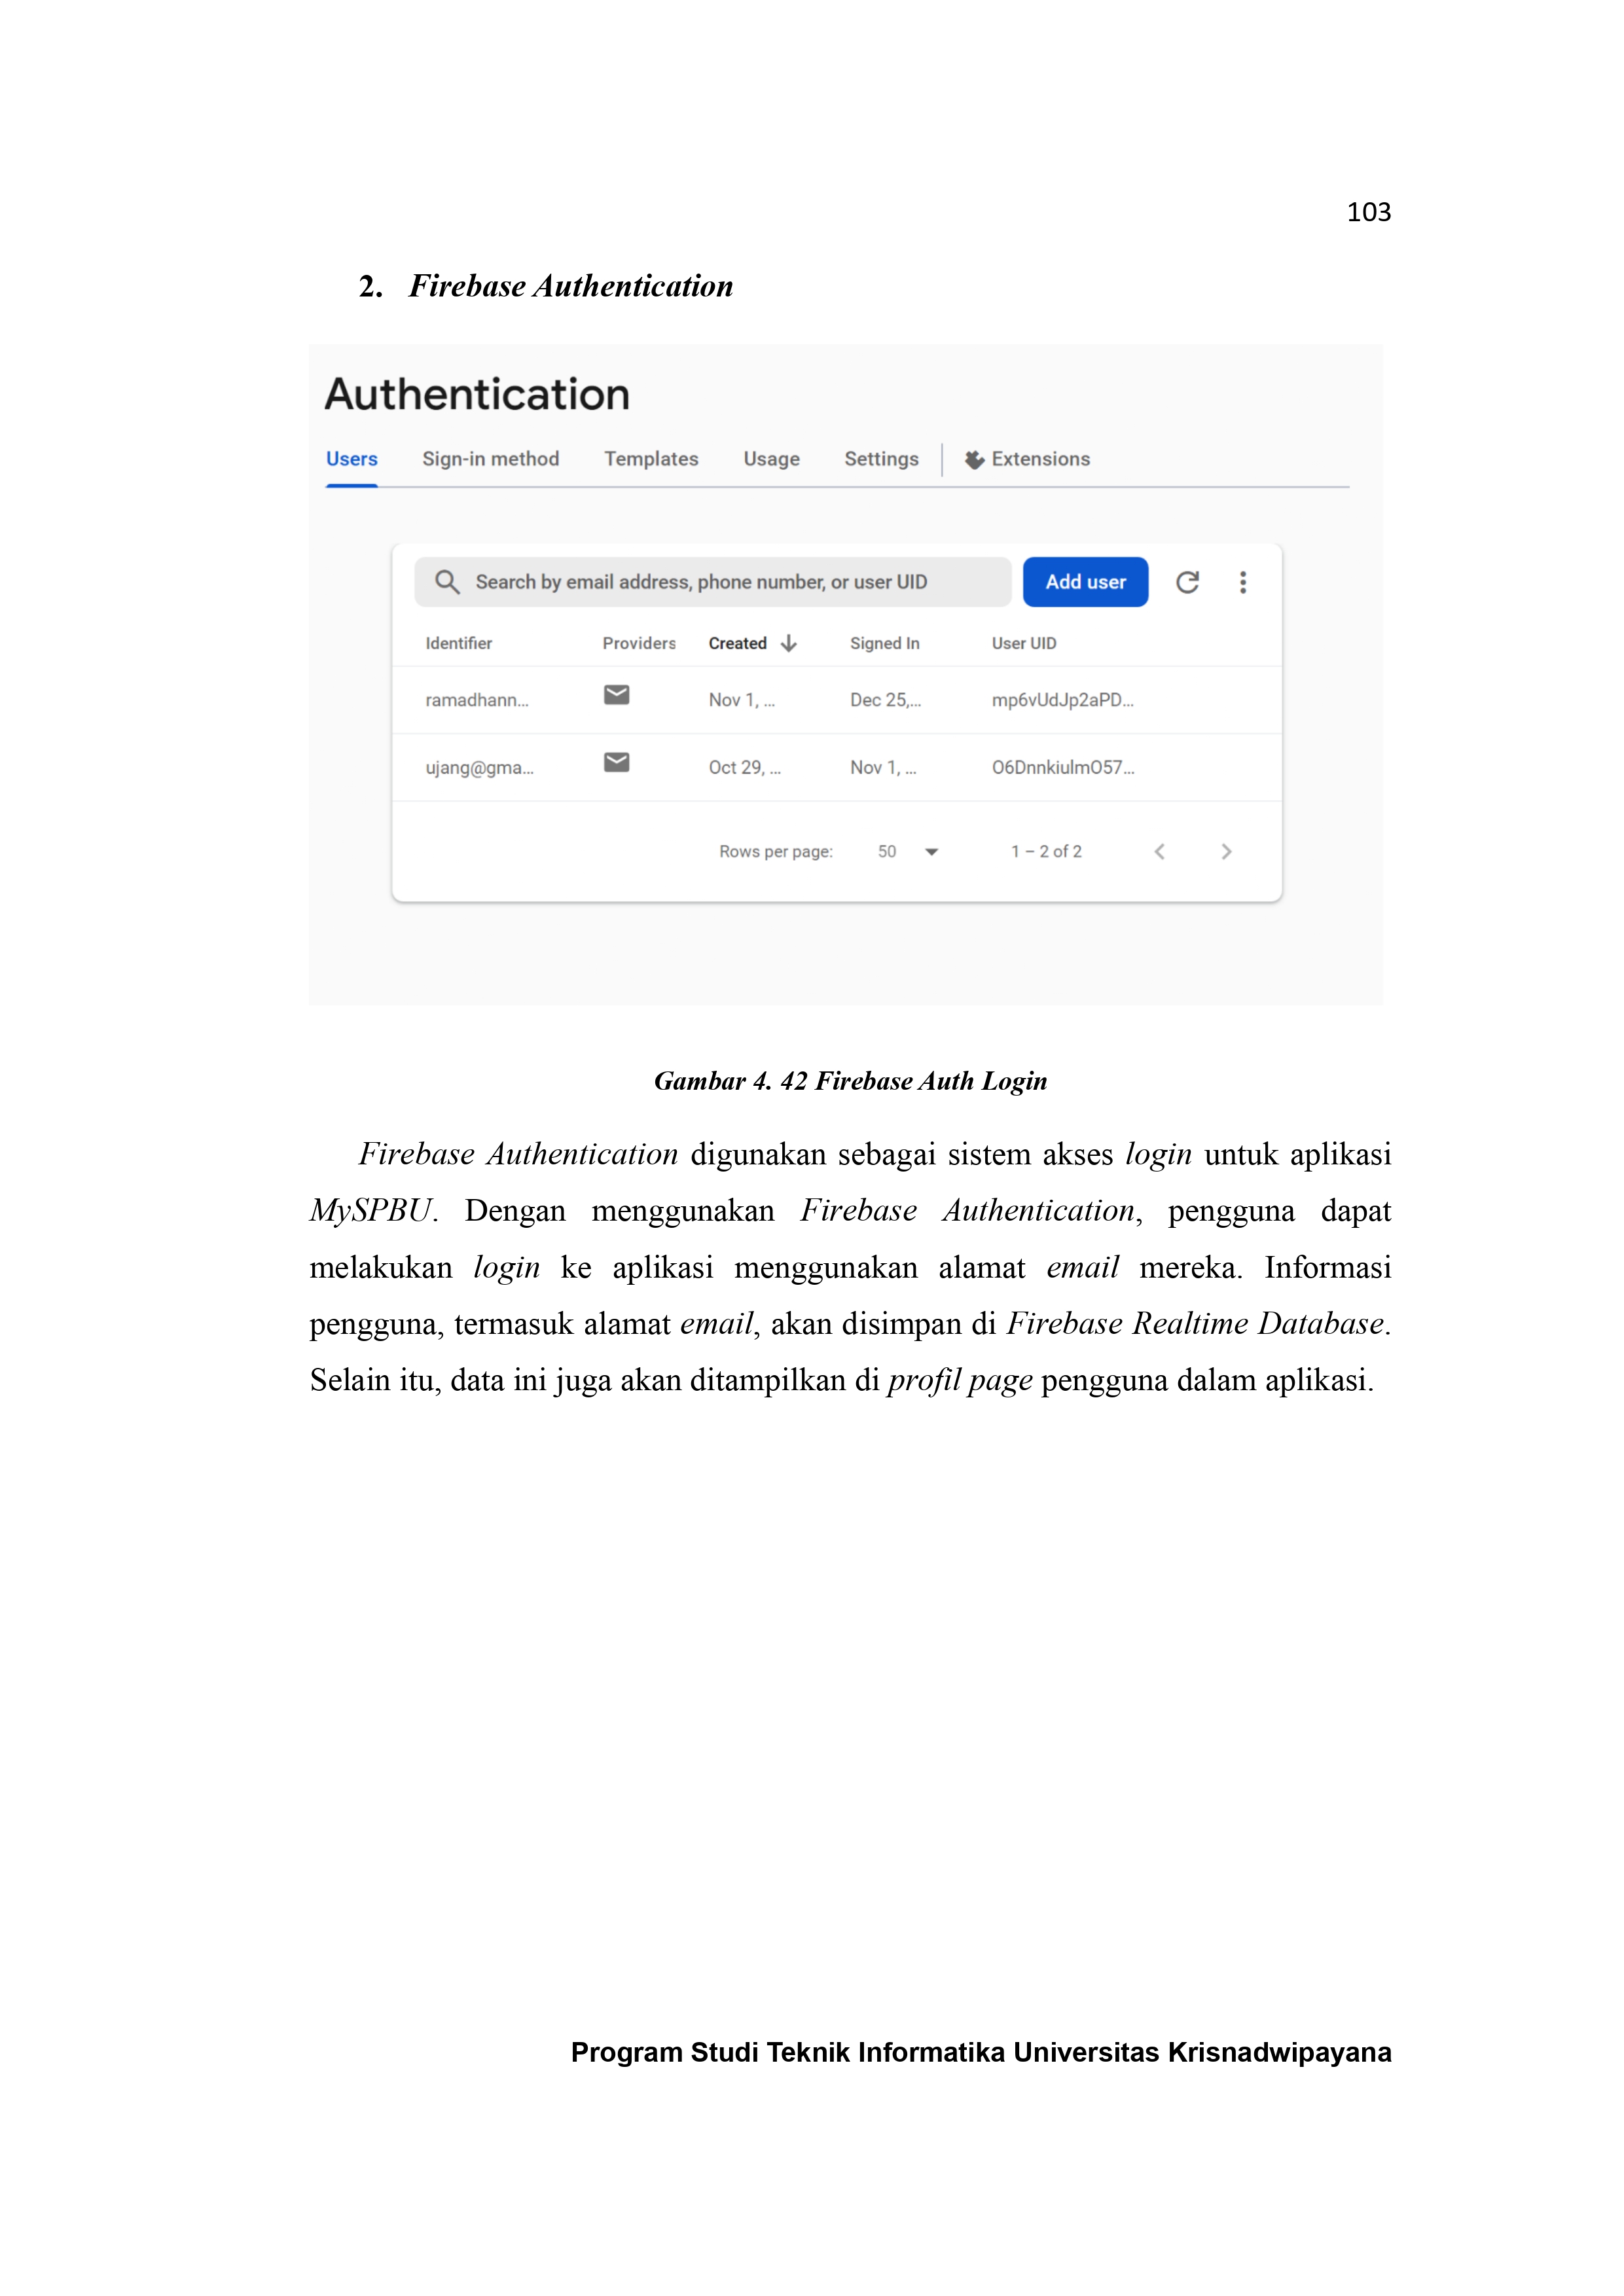 103
2. Firebase Authentication
Authentication
Users Sign-in method Templates Usage Settings Extensions
Search by email address, phone number, or user UID Add user
Identifier Providers Created Signed In User UID
ramadhann... Nov 1, ... Dec 25,... mp6vUdJp2aPD...
ujang@gma... Oct 29, ... Nov 1, ... O6DnnkiulmO57...
Rows per page: 50 1 – 2 of 2
Gambar 4. 42 Firebase Auth Login
Firebase Authentication digunakan sebagai sistem akses login untuk aplikasi
MySPBU. Dengan menggunakan Firebase Authentication, pengguna dapat
melakukan login ke aplikasi menggunakan alamat email mereka. Informasi
pengguna, termasuk alamat email, akan disimpan di Firebase Realtime Database.
Selain itu, data ini juga akan ditampilkan di profil page pengguna dalam aplikasi.
Program Studi Teknik Informatika Universitas Krisnadwipayana